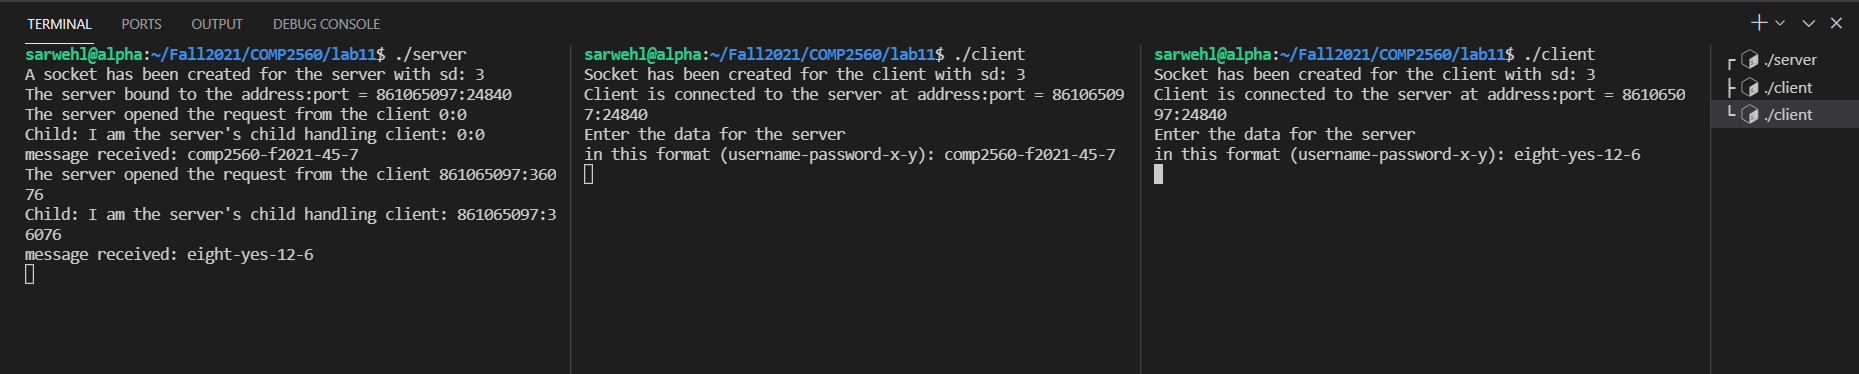 TERMINAL PORTS OUTPUT DEBUG CONSOLE
sarwehl@alpha:~/Fall2021/COMP2560/lab11$ ./server
A socket has been created for the server with sd: 3
The server bound to the address:port = 861065097:24840
The server opened the request from the client 0:0
Child: I am the server's child handling client: 0:0
message received: comp2560-f2021-45-7
The server opened the request from the client 861065097:360
76
Child: I am the server's child handling client: 861065097:3
6076
message received: eight-yes-12-6
sarwehl@alpha:~/Fall2021/COMP2560/lab11$ ./client
Socket has been created for the client with sd: 3
Client is connected to the server at address:port = 86106509
7:24840
Enter the data for the server
in this format (username-password-x-y): comp2560-f2021-45-7
sarwehl@alpha:~/Fall2021/COMP2560/lab11$ ./client
Socket has been created for the client with sd: 3
Client is connected to the server at address:port = 8610650
97:24840
Enter the data for the server
in this format (username-password-x-y): eight-yes-12-6
./server
./client
./client